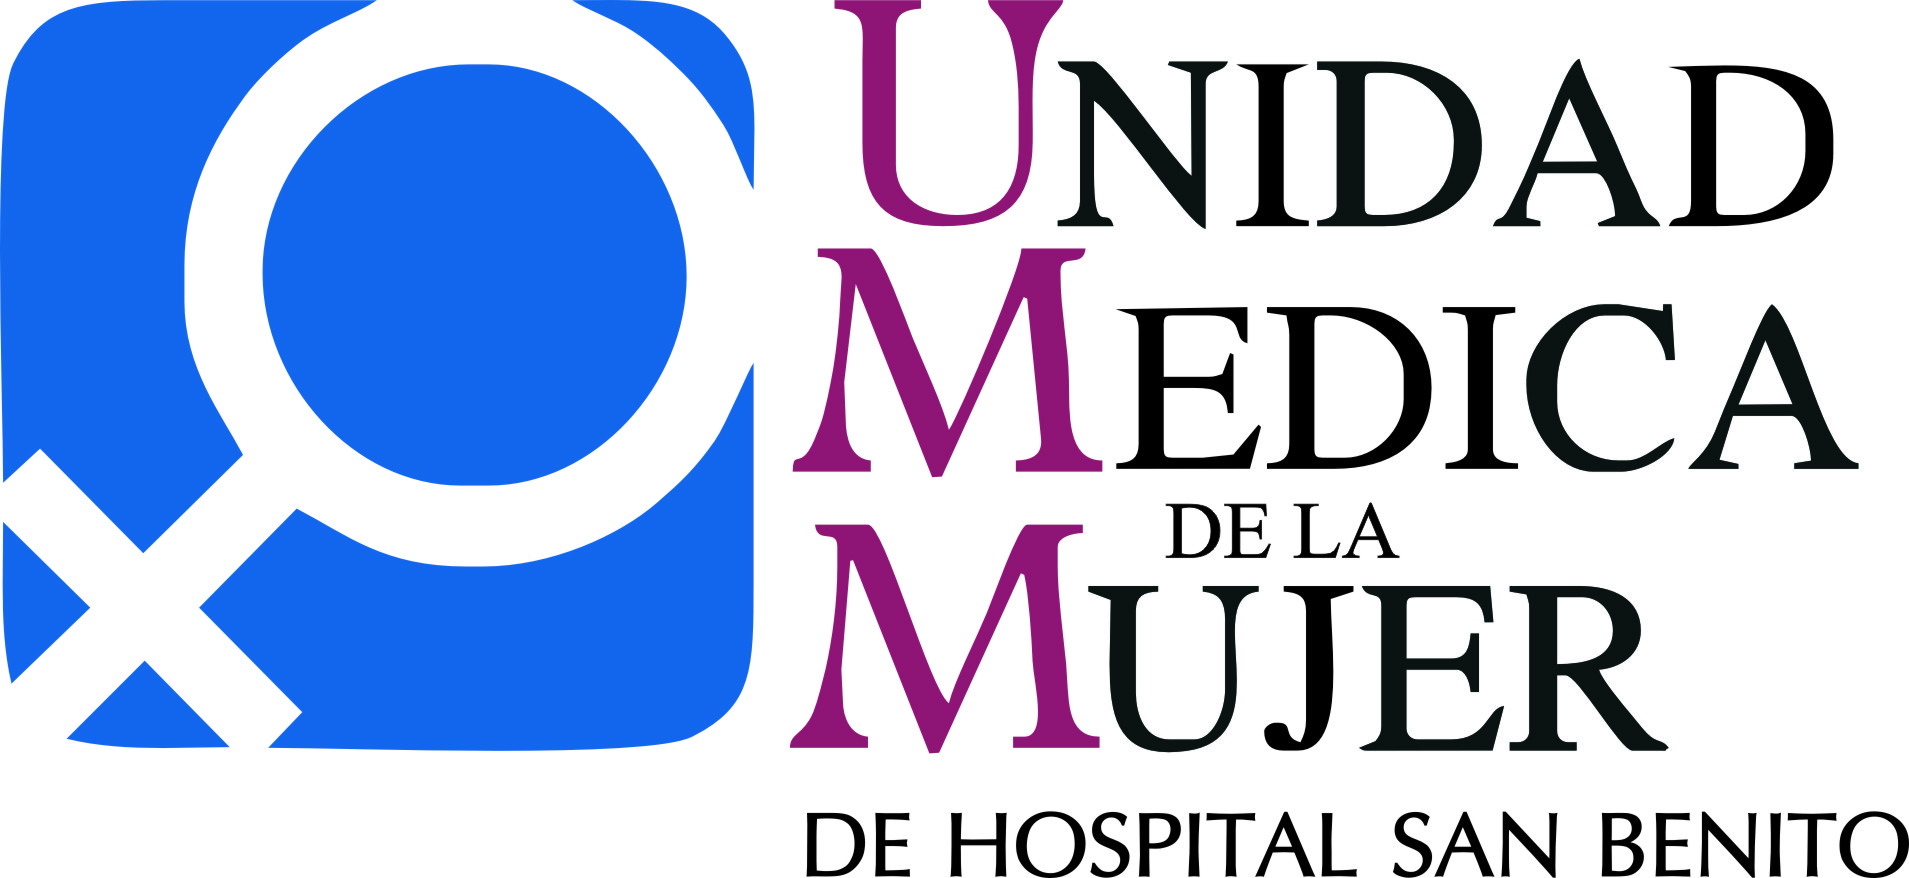 UNIDAD
MEDICA
DE LA
MUJER
DE HOSPITAL SAN BENITO